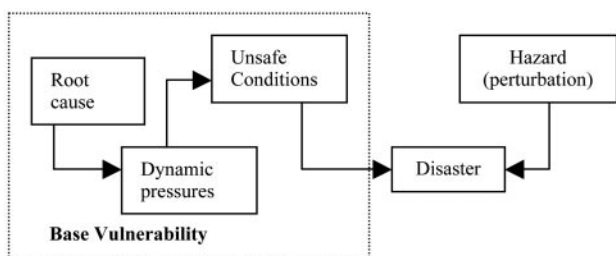 Root
cause
Dynamic
pressures
Unsafe
Conditions
Hazard
(perturbation)
Disaster
Base Vulnerability